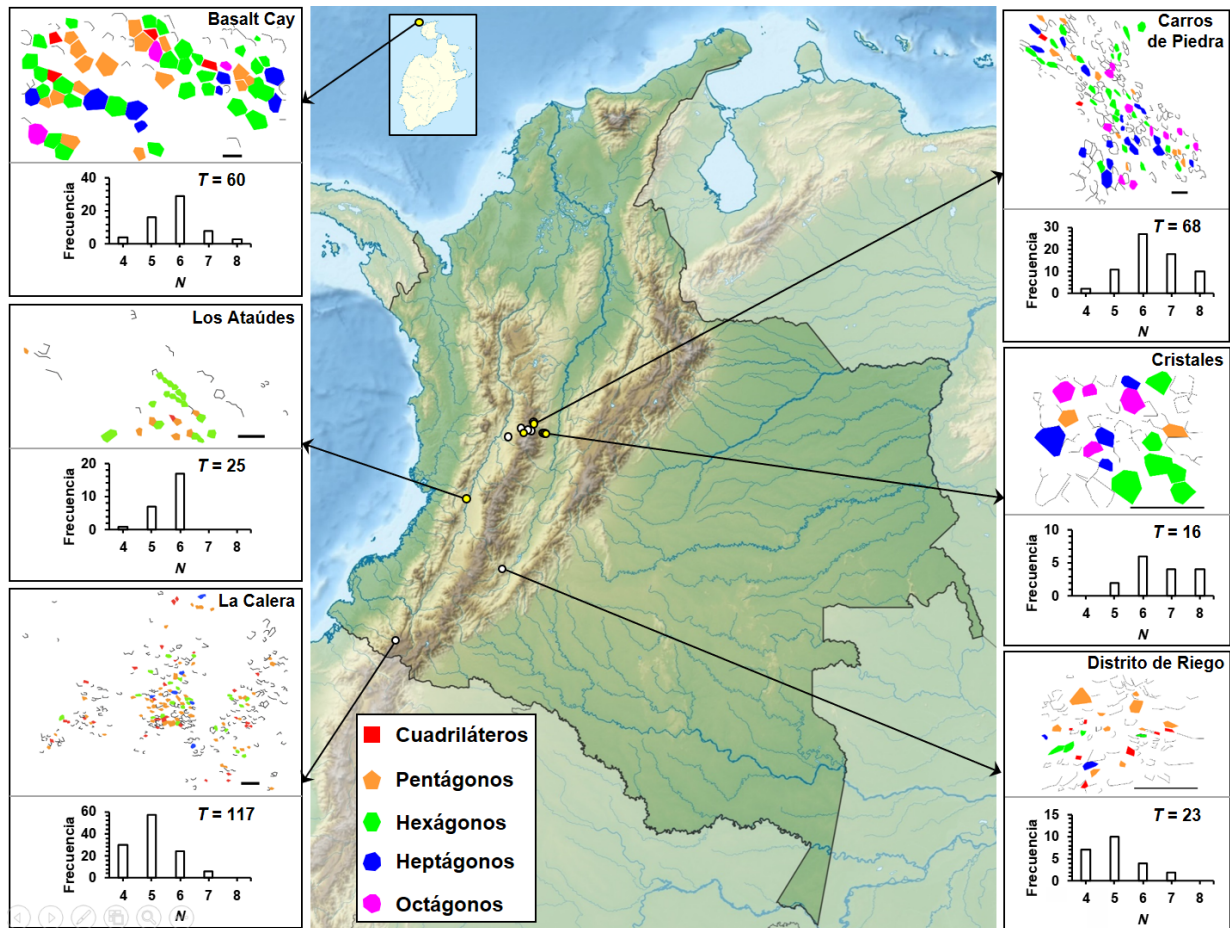 Basalt Cay
Frecuencia
40
20
0
T = 60
4 5 6 7 8
N
Los Ataúdes
Frecuencia
20
10
0
T = 25
4 5 6 7 8
N
La Calera
Frecuencia
60
40
20
0
T = 117
4 5 6 7 8
N
Cuadriláteros
Pentágonos
Hexágonos
Heptágonos
Octágonos
Carros
de Piedra
Frecuencia
30
20
10
0
T = 68
4 5 6 7 8
N
Cristales
Frecuencia
10
5
0
T = 16
4 5 6 7 8
N
Distrito de Riego
Frecuencia
15
10
5
0
T = 23
4 5 6 7 8
N